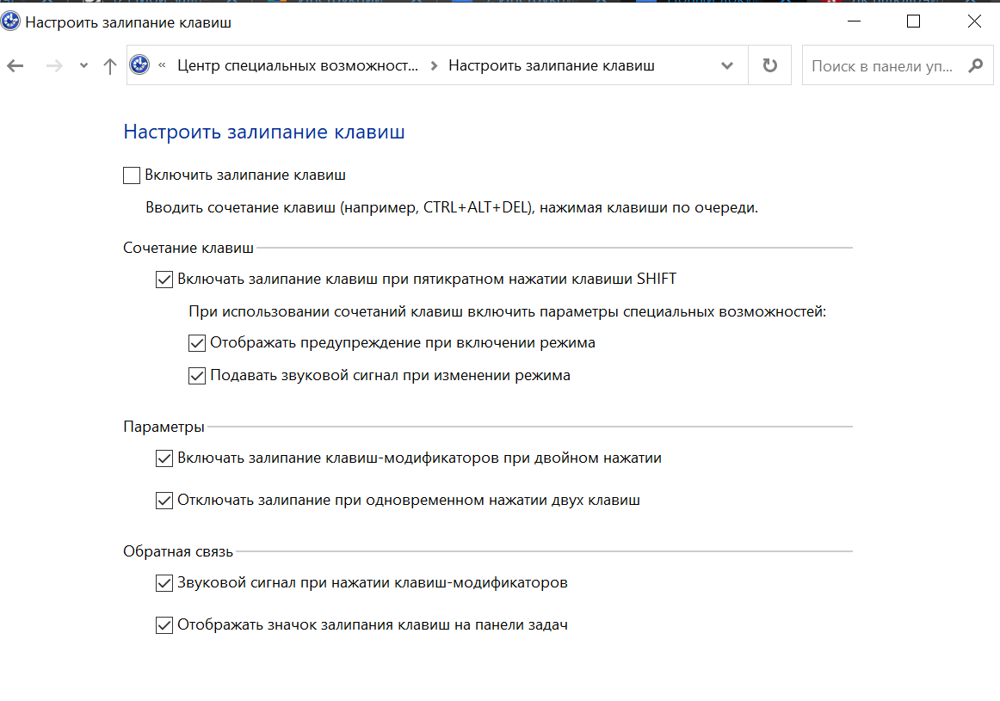 Настроить залипание клавиш
« Центр специальных возможност... Настроить залипание клавиш Поиск в панели уп...
Настроить залипание клавиш
Включить залипание клавиш
Вводить сочетание клавиш (например, CTRL+ALT+DEL), нажимая клавиши по очереди.
Сочетание клавиш
Включать залипание клавиш при пятикратном нажатии клавиши SHIFT
При использовании сочетаний клавиш включить параметры специальных возможностей:
Отображать предупреждение при включении режима
Подавать звуковой сигнал при изменении режима
Параметры
Включать залипание клавиш-модификаторов при двойном нажатии
Отключать залипание при одновременном нажатии двух клавиш
Обратная связь
Звуковой сигнал при нажатии клавиш-модификаторов
Отображать значок залипания клавиш на панели задач